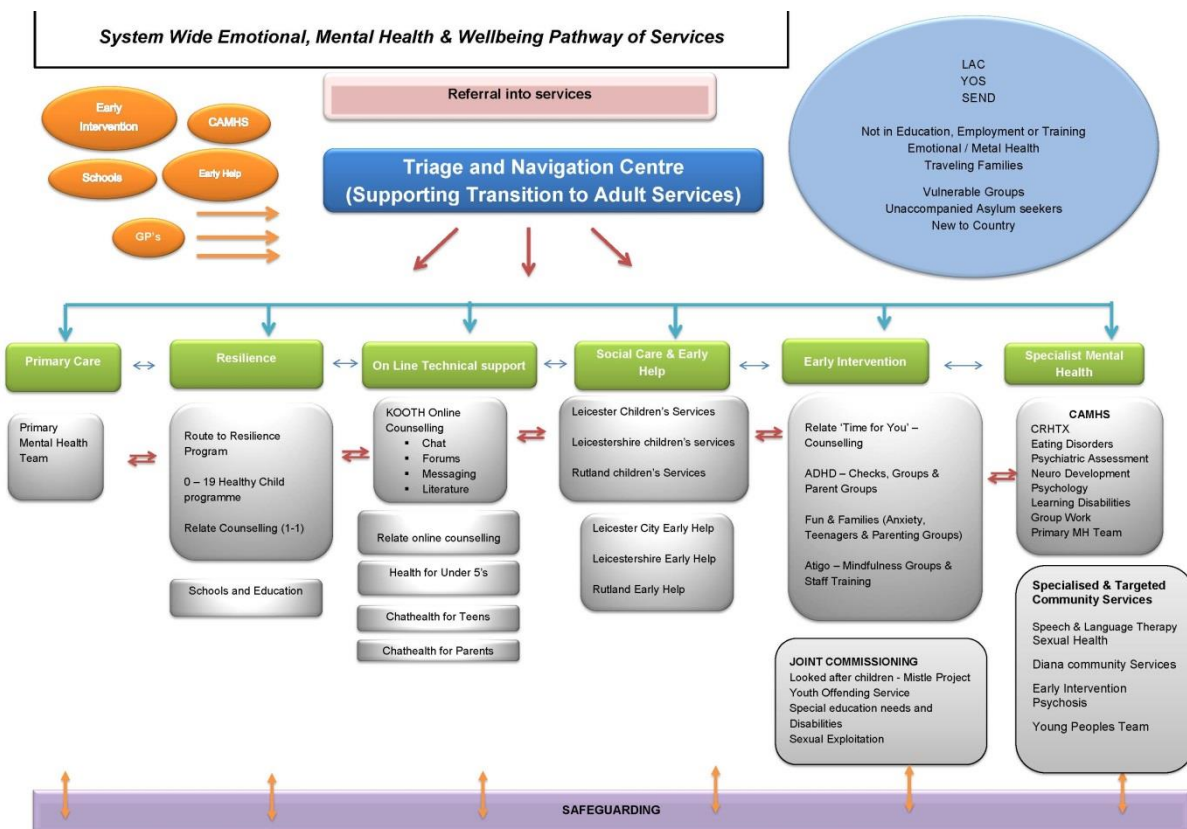 System Wide Emotional, Mental Health & Wellbeing Pathway of Services
Early
Intervention
CAMHS
Schools
Early Help
GP's
Referral into services
Triage and Navigation Centre
(Supporting Transition to Adult Services)
LAC
YOS
SEND
Not in Education, Employment or Training
Emotional / Metal Health
Traveling Families
Vulnerable Groups
Unaccompanied Asylum seekers
New to Country
Primary Care
Primary
Mental Health
Team
Resilience
Route to Resilience
Program
0 – 19 Healthy Child
programme
Relate Counselling (1-1)
Schools and Education
On Line Technical support
KOOTH Online
Counselling
▪ Chat
▪ Forums
▪ Messaging
▪ Literature
Relate online counselling
Health for Under 5's
Chathealth for Teens
Chathealth for Parents
Social Care & Early
Help
Leicester Children's Services
Leicestershire children's services
Rutland children's Services
Leicester City Early Help
Leicestershire Early Help
Rutland Early Help
Early Intervention
Relate 'Time for You' –
Counselling
ADHD – Checks, Groups &
Parent Groups
Fun & Families (Anxiety,
Teenagers & Parenting Groups)
Atigo – Mindfulness Groups &
Staff Training
JOINT COMMISSIONING
Looked after children - Mistle Project
Youth Offending Service
Special education needs and
Disabilities
Sexual Exploitation
Specialist Mental
Health
CAMHS
CRHTX
Eating Disorders
Psychiatric Assessment
Neuro Development
Psychology
Learning Disabilities
Group Work
Primary MH Team
Specialised & Targeted
Community Services
Speech & Language Therapy
Sexual Health
Diana community Services
Early Intervention
Psychosis
Young Peoples Team
SAFEGUARDING